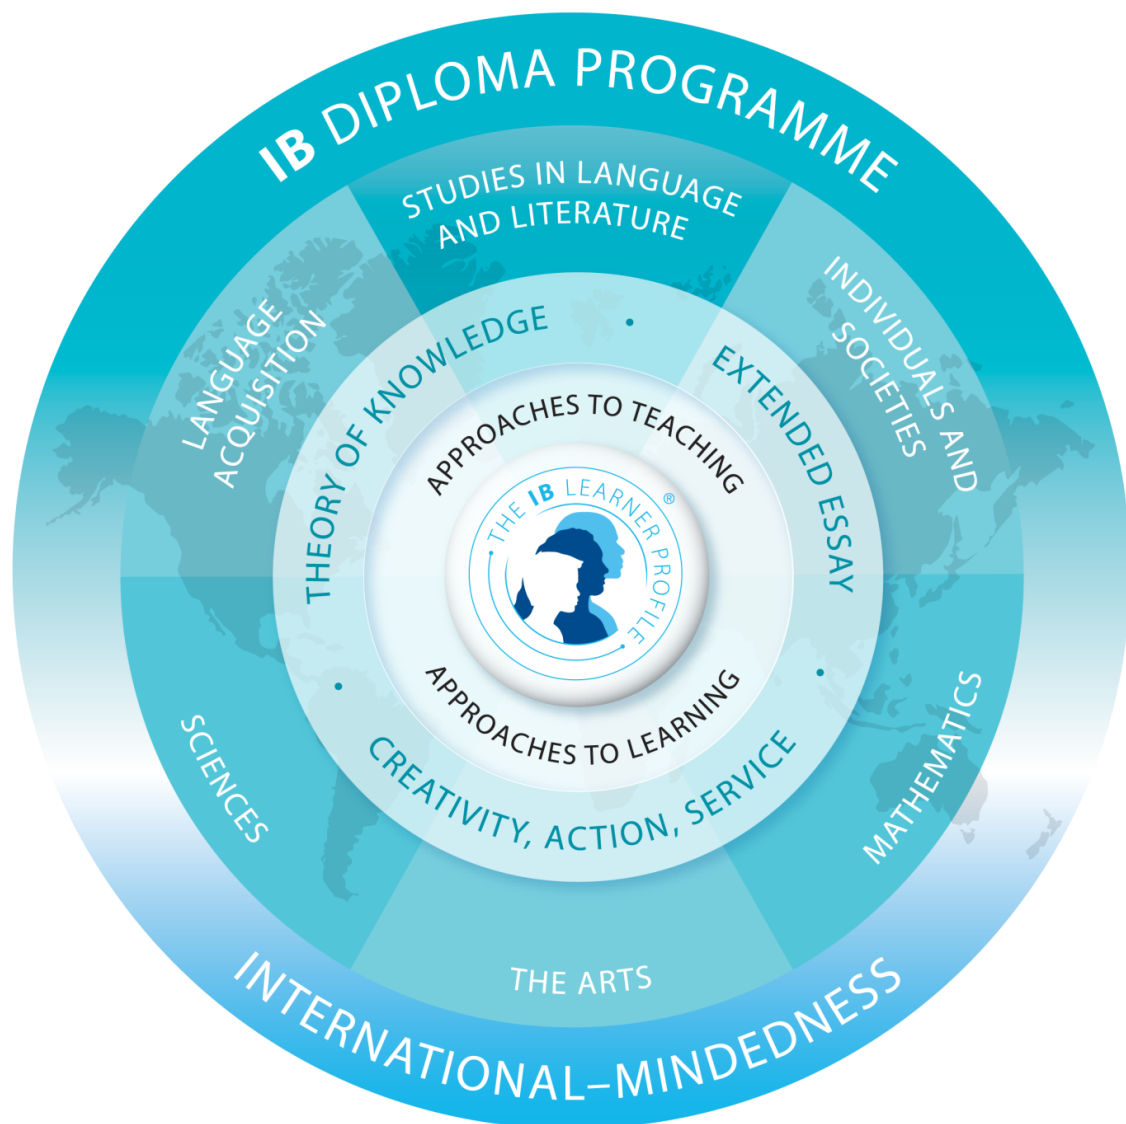 IB DIPLOMA PROGRAMME
STUDIES IN LANGUAGE
AND LITERATURE
LANGUAGE
ACQUISITION
INDIVIDUALS AND
SOCIETIES
THEORY OF KNOWLEDGE
EXTENDED ESSAY
APPROACHES TO TEACHING
THE IB LEARNER PROFILE
®
APPROACHES TO LEARNING
CREATIVITY, ACTION, SERVICE
SCIENCES
MATHEMATICS
THE ARTS
INTERNATIONAL–MINDEDNESS